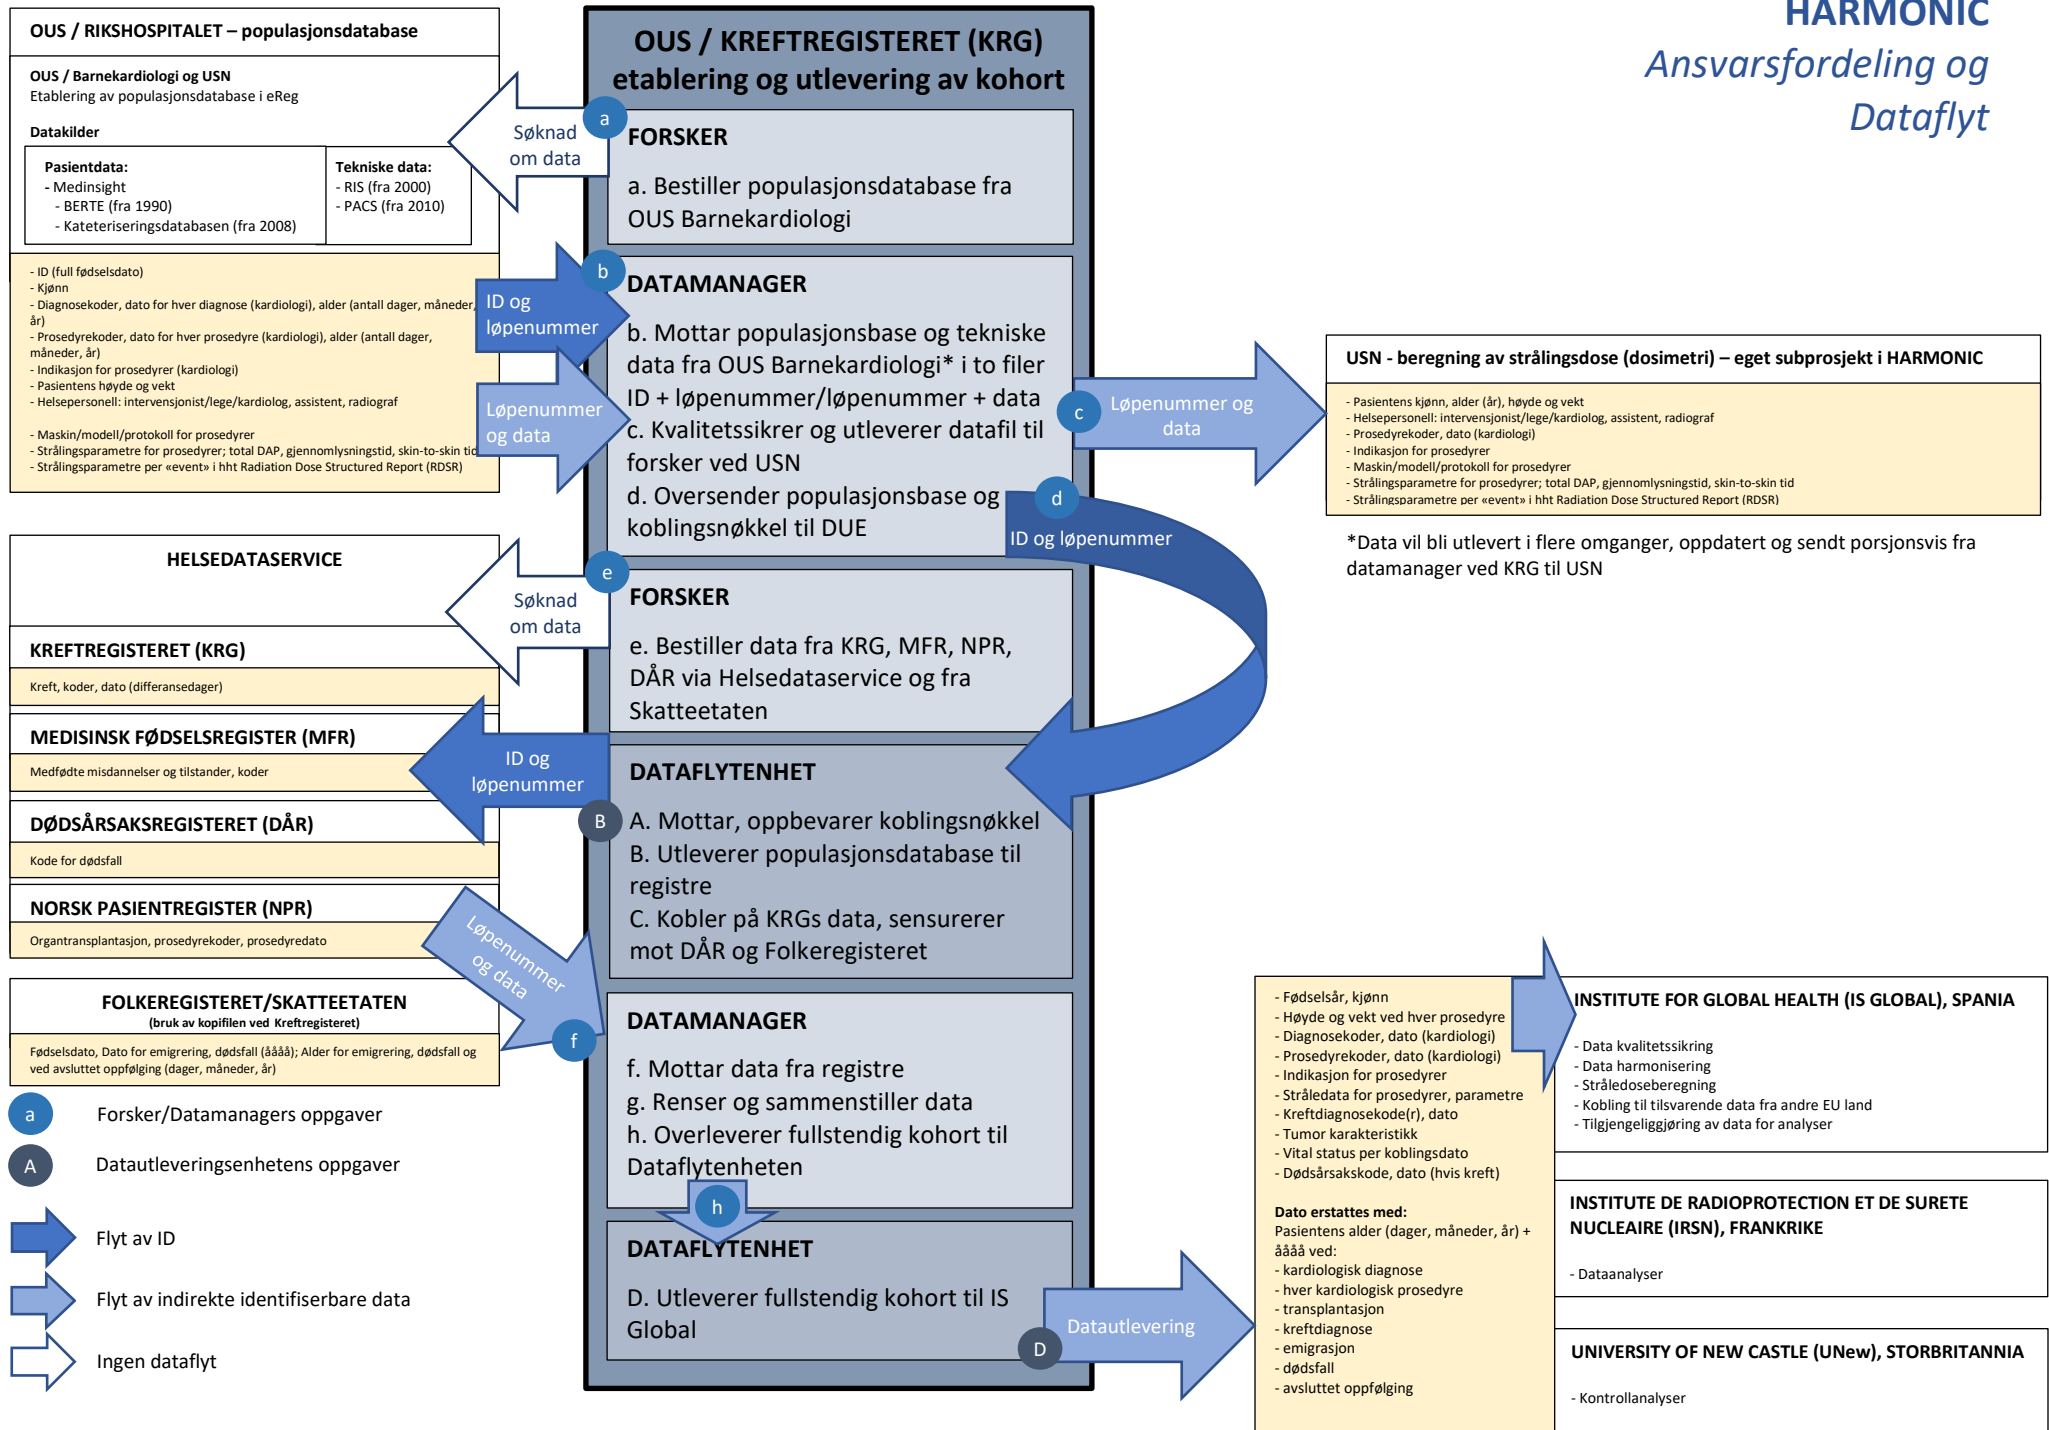 HARMONIC
Ansvarsfordeling og
Dataflyt
OUS / RIKSHOSPITALET – populasjonsdatabase
OUS / Barnekardiologi og USN
Etablering av populasjonsdatabase i eReg
Datakilder
Pasientdata:
- Medinsight
- BERTE (fra 1990)
- Kateteriseringsdatabasen (fra 2008)
Tekniske data:
- RIS (fra 2000)
- PACS (fra 2010)
- ID (full fødselsdato)
- Kjønn
- Diagnosekoder, dato for hver diagnose (kardiologi), alder (antall dager, måneder,
år)
- Prosedyrekoder, dato for hver prosedyre (kardiologi), alder (antall dager,
måneder, år)
- Indikasjon for prosedyrer (kardiologi)
- Pasientens høyde og vekt
- Helsepersonell: intervensjonist/lege/kardiolog, assistent, radiograf
- Maskin/modell/protokoll for prosedyrer
- Strålingsparametre for prosedyrer; total DAP, gjennomlysningstid, skin-to-skin tid
- Strålingsparametre per «event» i hht Radiation Dose Structured Report (RDSR)
HELSEDATASERVICE
KREFTREGISTERET (KRG)
Kreft, koder, dato (differansedager)
MEDISINSK FØDSELSREGISTER (MFR)
Medfødte misdannelser og tilstander, koder
DØDSÅRSAKSREGISTERET (DÅR)
Kode for dødsfall
NORSK PASIENTREGISTER (NPR)
Organtransplantasjon, prosedyrekoder, prosedyredato
FOLKEREGISTERET/SKATTEETATEN
(bruk av kopifilen ved Kreftregisteret)
Fødselsdato, Dato for emigrering, dødsfall (åååå); Alder for emigrering, dødsfall og
ved avsluttet oppfølging (dager, måneder, år)
a
Forsker/Datamanagers oppgaver
A
Datautleveringsenhetens oppgaver
Flyt av ID
Flyt av indirekte identifiserbare data
Ingen dataflyt
Søknad
om data
a
ID og
løpenummer
b
Løpenummer
og data
Søknad
om data
e
ID og
løpenummer
B
Løpenummer
og data
f
OUS / KREFTREGISTERET (KRG)
etablering og utlevering av kohort
FORSKER
a. Bestiller populasjonsdatabase fra
OUS Barnekardiologi
DATAMANAGER
b. Mottar populasjonsbase og tekniske
data fra OUS Barnekardiologi* i to filer
ID + løpenummer/løpenummer + data
c. Kvalitetssikrer og utleverer datafil til
forsker ved USN
d. Oversender populasjonsbase og
koblingsnøkkel til DUE
FORSKER
e. Bestiller data fra KRG, MFR, NPR,
DÅR via Helsedataservice og fra
Skatteetaten
DATAFLYTENHET
A. Mottar, oppbevarer koblingsnøkkel
B. Utleverer populasjonsdatabase til
registre
C. Kobler på KRGs data, sensurerer
mot DÅR og Folkeregisteret
DATAMANAGER
f. Mottar data fra registre
g. Renser og sammenstiller data
h. Overleverer fullstendig kohort til
Dataflytenheten
h
DATAFLYTENHET
D. Utleverer fullstendig kohort til IS
Global
c
Løpenummer og
data
d
ID og løpenummer
D
Datautlevering
USN - beregning av strålingsdose (dosimetri) – eget subprosjekt i HARMONIC
- Pasientens kjønn, alder (år), høyde og vekt
- Helsepersonell: intervensjonist/lege/kardiolog, assistent, radiograf
- Prosedyrekoder, dato (kardiologi)
- Indikasjon for prosedyrer
- Maskin/modell/protokoll for prosedyrer
- Strålingsparametre for prosedyrer; total DAP, gjennomlysningstid, skin-to-skin tid
- Strålingsparametre per «event» i hht Radiation Dose Structured Report (RDSR)
*Data vil bli utlevert i flere omganger, oppdatert og sendt porsjonsvis fra
datamanager ved KRG til USN
- Fødselsår, kjønn
- Høyde og vekt ved hver prosedyre
- Diagnosekoder, dato (kardiologi)
- Prosedyrekoder, dato (kardiologi)
- Indikasjon for prosedyrer
- Stråledata for prosedyrer, parametre
- Kreftdiagnosekode(r), dato
- Tumor karakteristikk
- Vital status per koblingsdato
- Dødsårsakskode, dato (hvis kreft)
Dato erstattes med:
Pasientens alder (dager, måneder, år) +
åååå ved:
- kardiologisk diagnose
- hver kardiologisk prosedyre
- transplantasjon
- kreftdiagnose
- emigrasjon
- dødsfall
- avsluttet oppfølging
INSTITUTE FOR GLOBAL HEALTH (IS GLOBAL), SPANIA
- Data kvalitetssikring
- Data harmonisering
- Stråledoseberegning
- Kobling til tilsvarende data fra andre EU land
- Tilgjengeliggjøring av data for analyser
INSTITUTE DE RADIOPROTECTION ET DE SURETE
NUCLEAIRE (IRSN), FRANKRIKE
- Dataanalyser
UNIVERSITY OF NEW CASTLE (UNew), STORBRITANNIA
- Kontrollanalyser